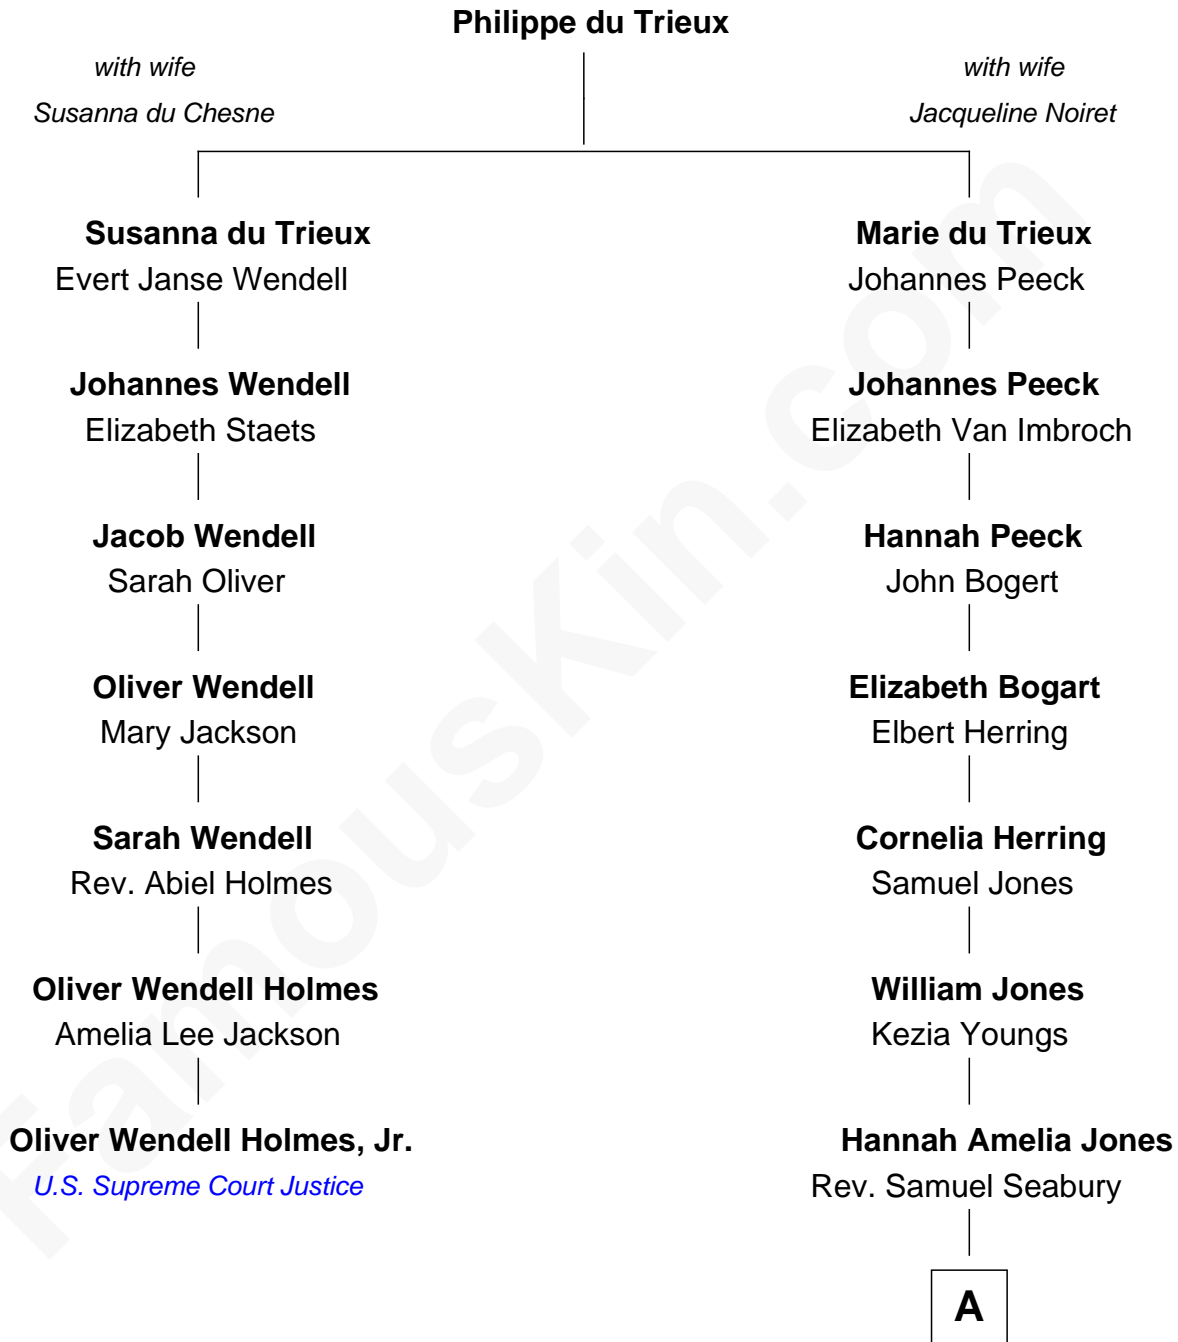 Philippe du Trieux
with wife
Susanna du Chesne
with wife
Jacqueline Noiret
Susanna du Trieux
Evert Janse Wendell
Marie du Trieux
Johannes Peeck
Johannes Wendell
Elizabeth Staets
Johannes Peeck
Elizabeth Van Imbroch
Jacob Wendell
Sarah Oliver
Hannah Peeck
John Bogert
Oliver Wendell
Mary Jackson
Elizabeth Bogart
Elbert Herring
Sarah Wendell
Rev. Abiel Holmes
Cornelia Herring
Samuel Jones
Oliver Wendell Holmes
Amelia Lee Jackson
William Jones
Kezia Youngs
Oliver Wendell Holmes, Jr.
U.S. Supreme Court Justice
Hannah Amelia Jones
Rev. Samuel Seabury
A
FamousKin.com